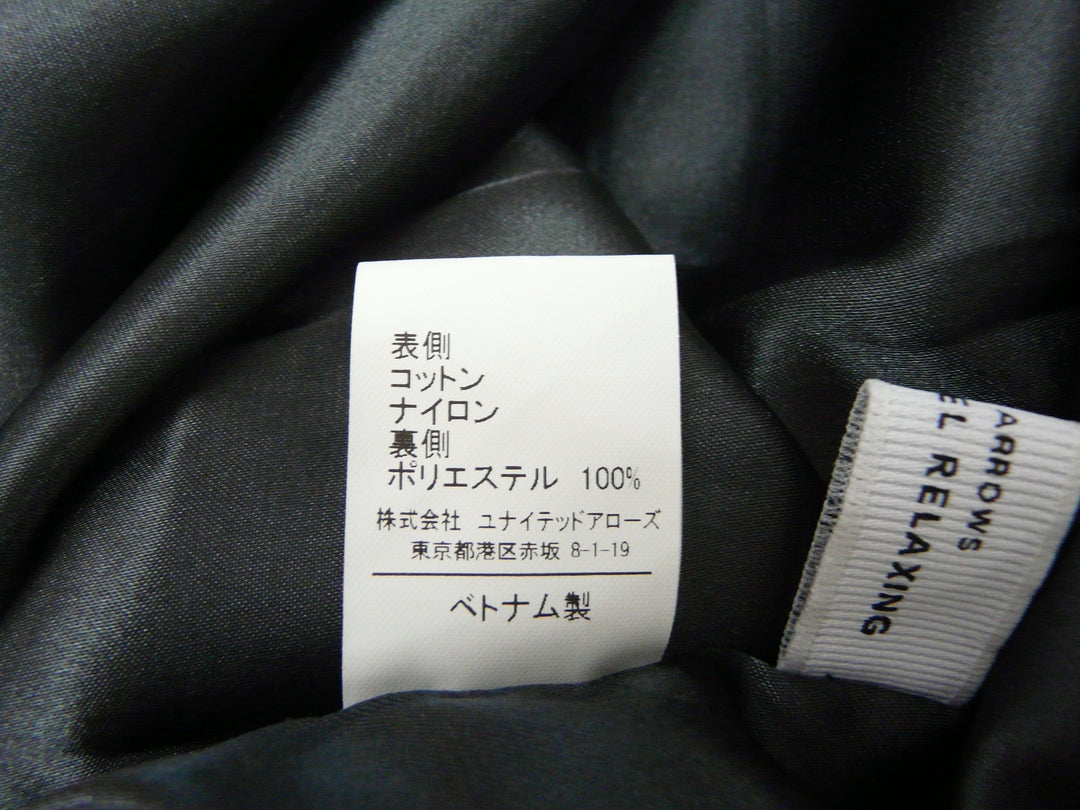 表側
コットン
ナイロン
裏側
ポリエステル 100%
株式会社 ユナイテッドアローズ
東京都港区赤坂 8-1-19
ベトナム製
ARROWS
EL RELAXING